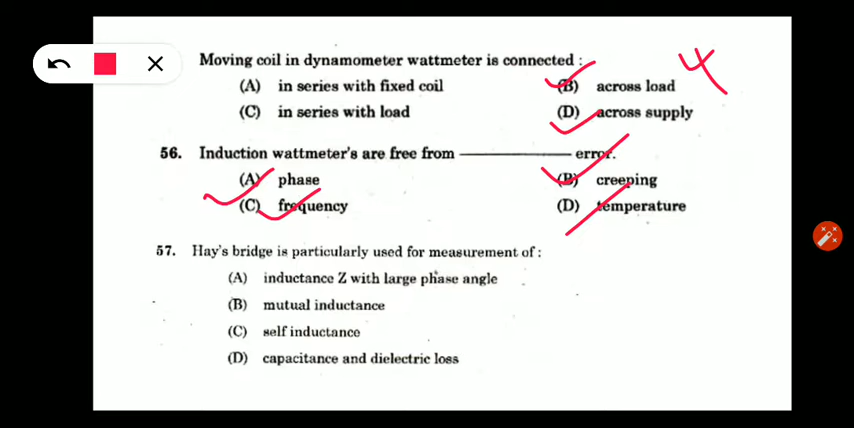 Moving coil in dynamometer wattmeter is connected :
(A) in series with fixed coil (B) across load
(C) in series with load (D) across supply
56. Induction wattmeter's are free from ———————— error.
(A) phase (B) creeping
(C) frequency (D) temperature
57. Hay's bridge is particularly used for measurement of :
(A) inductance Z with large phase angle
(B) mutual inductance
(C) self inductance
(D) capacitance and dielectric loss